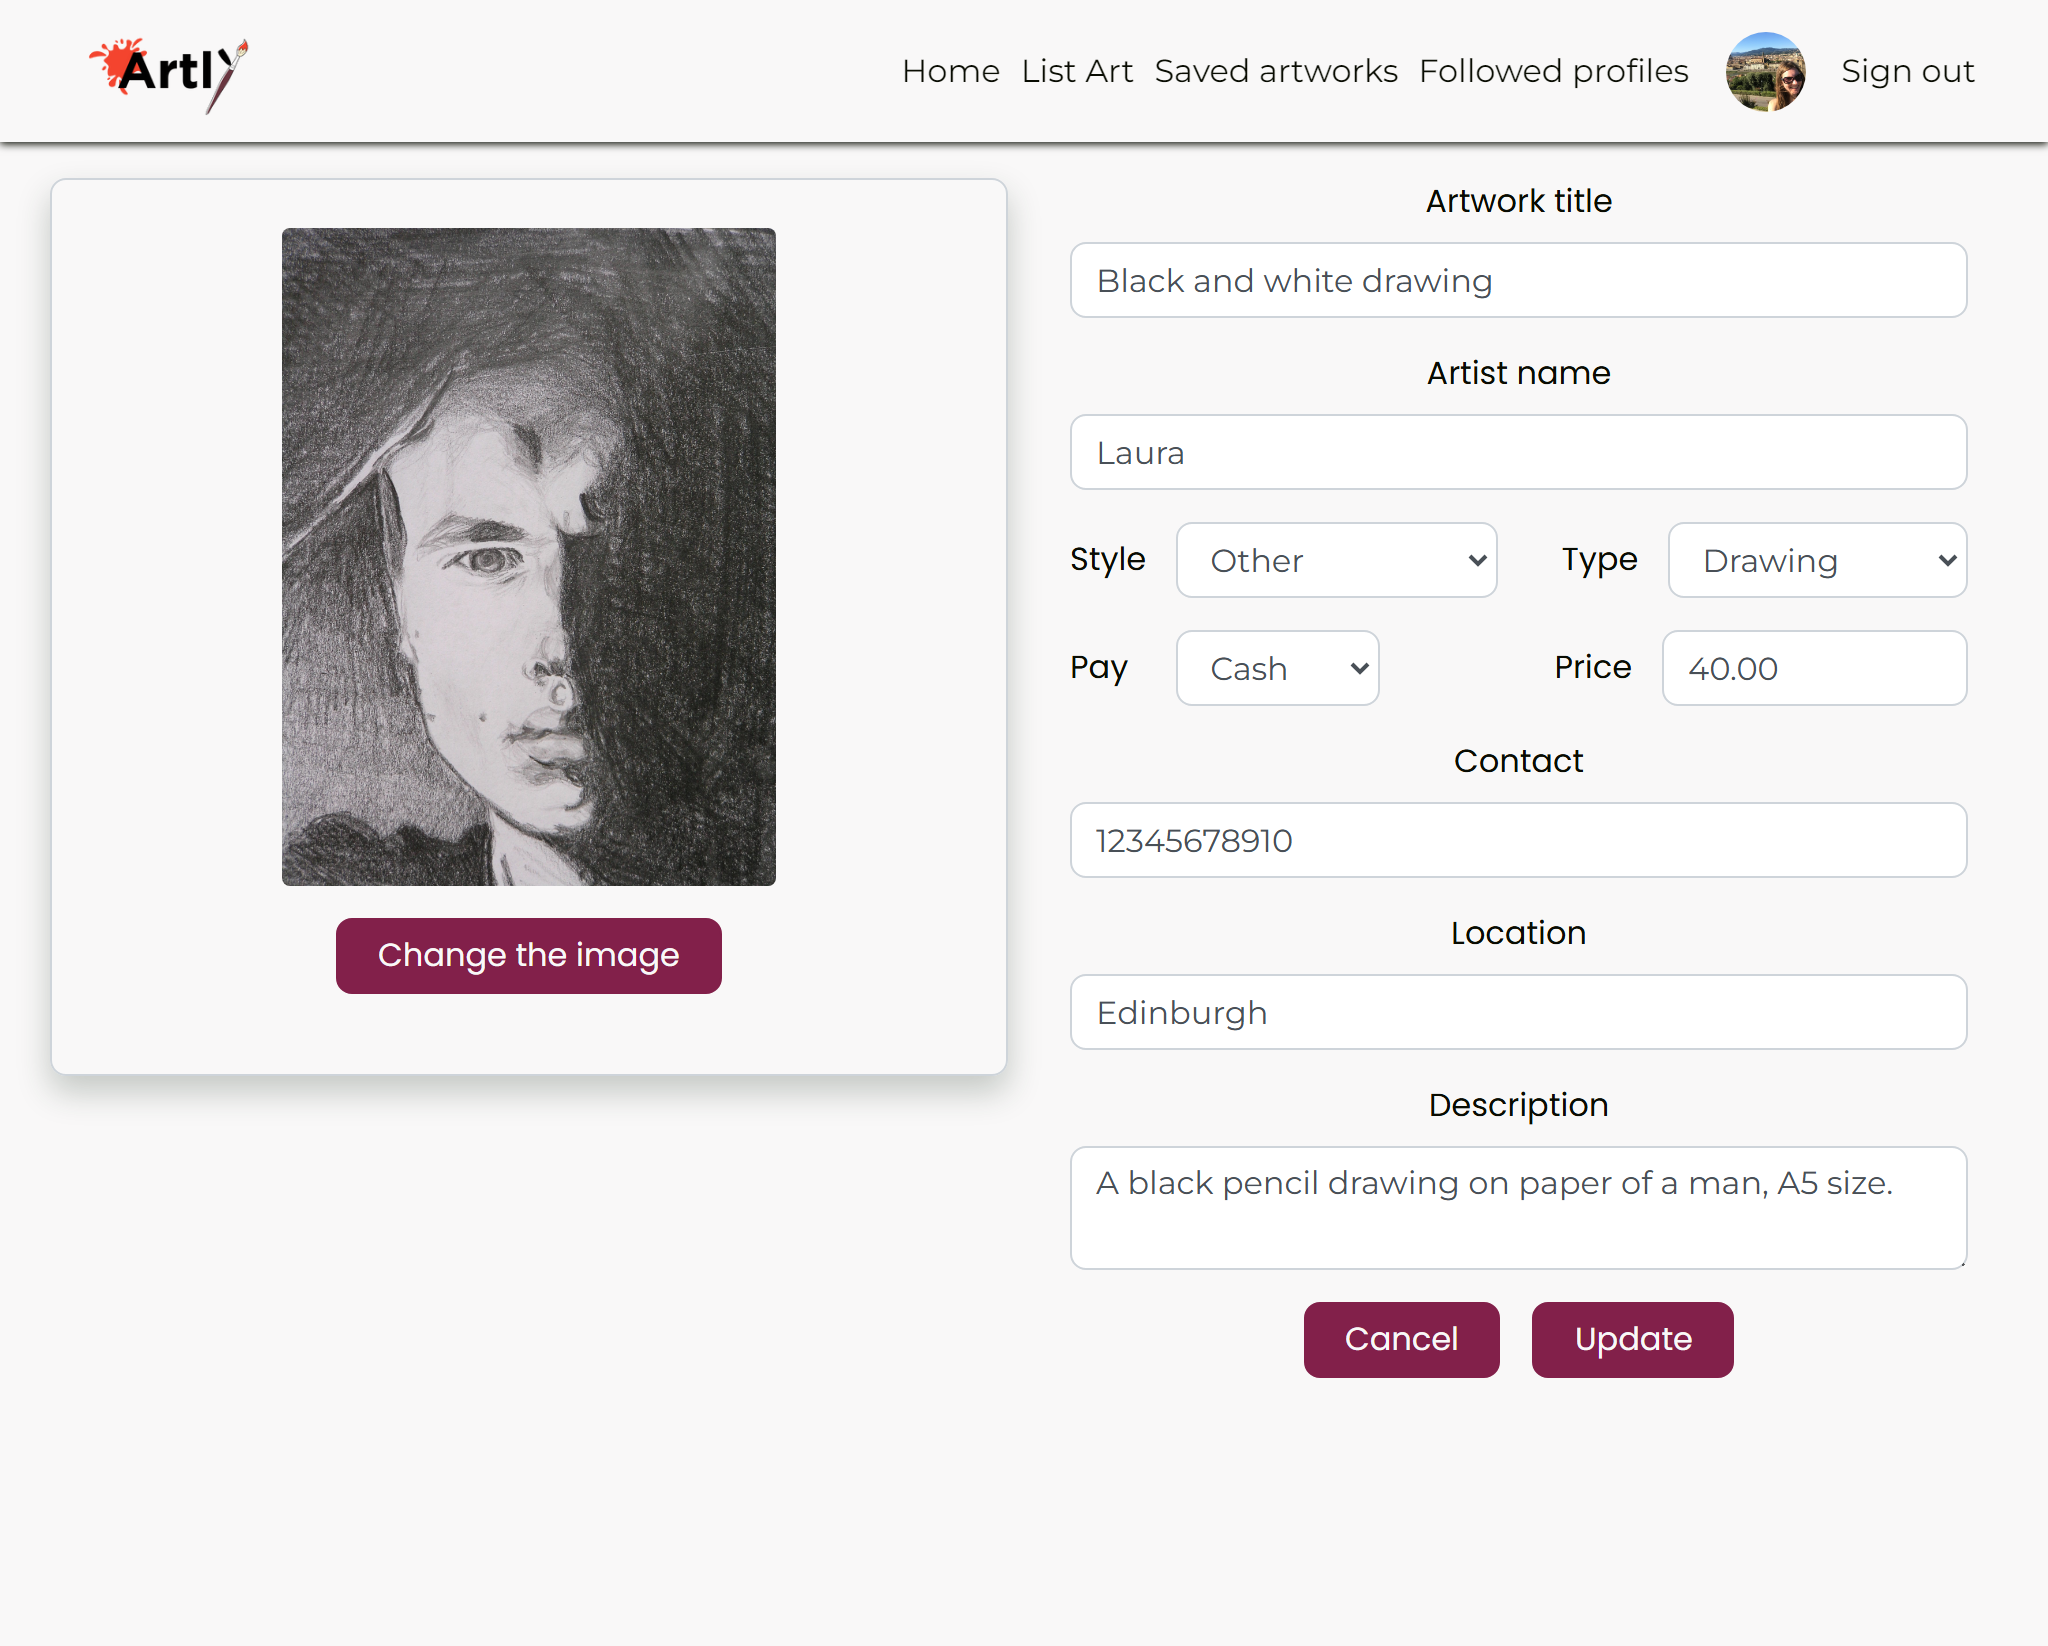 Artly
Home List Art Saved artworks Followed profiles Sign out
Change the image
Artwork title
Black and white drawing
Artist name
Laura
Style Other Type Drawing
Pay Cash Price 40.00
Contact
12345678910
Location
Edinburgh
Description
A black pencil drawing on paper of a man, A5 size.
Cancel Update